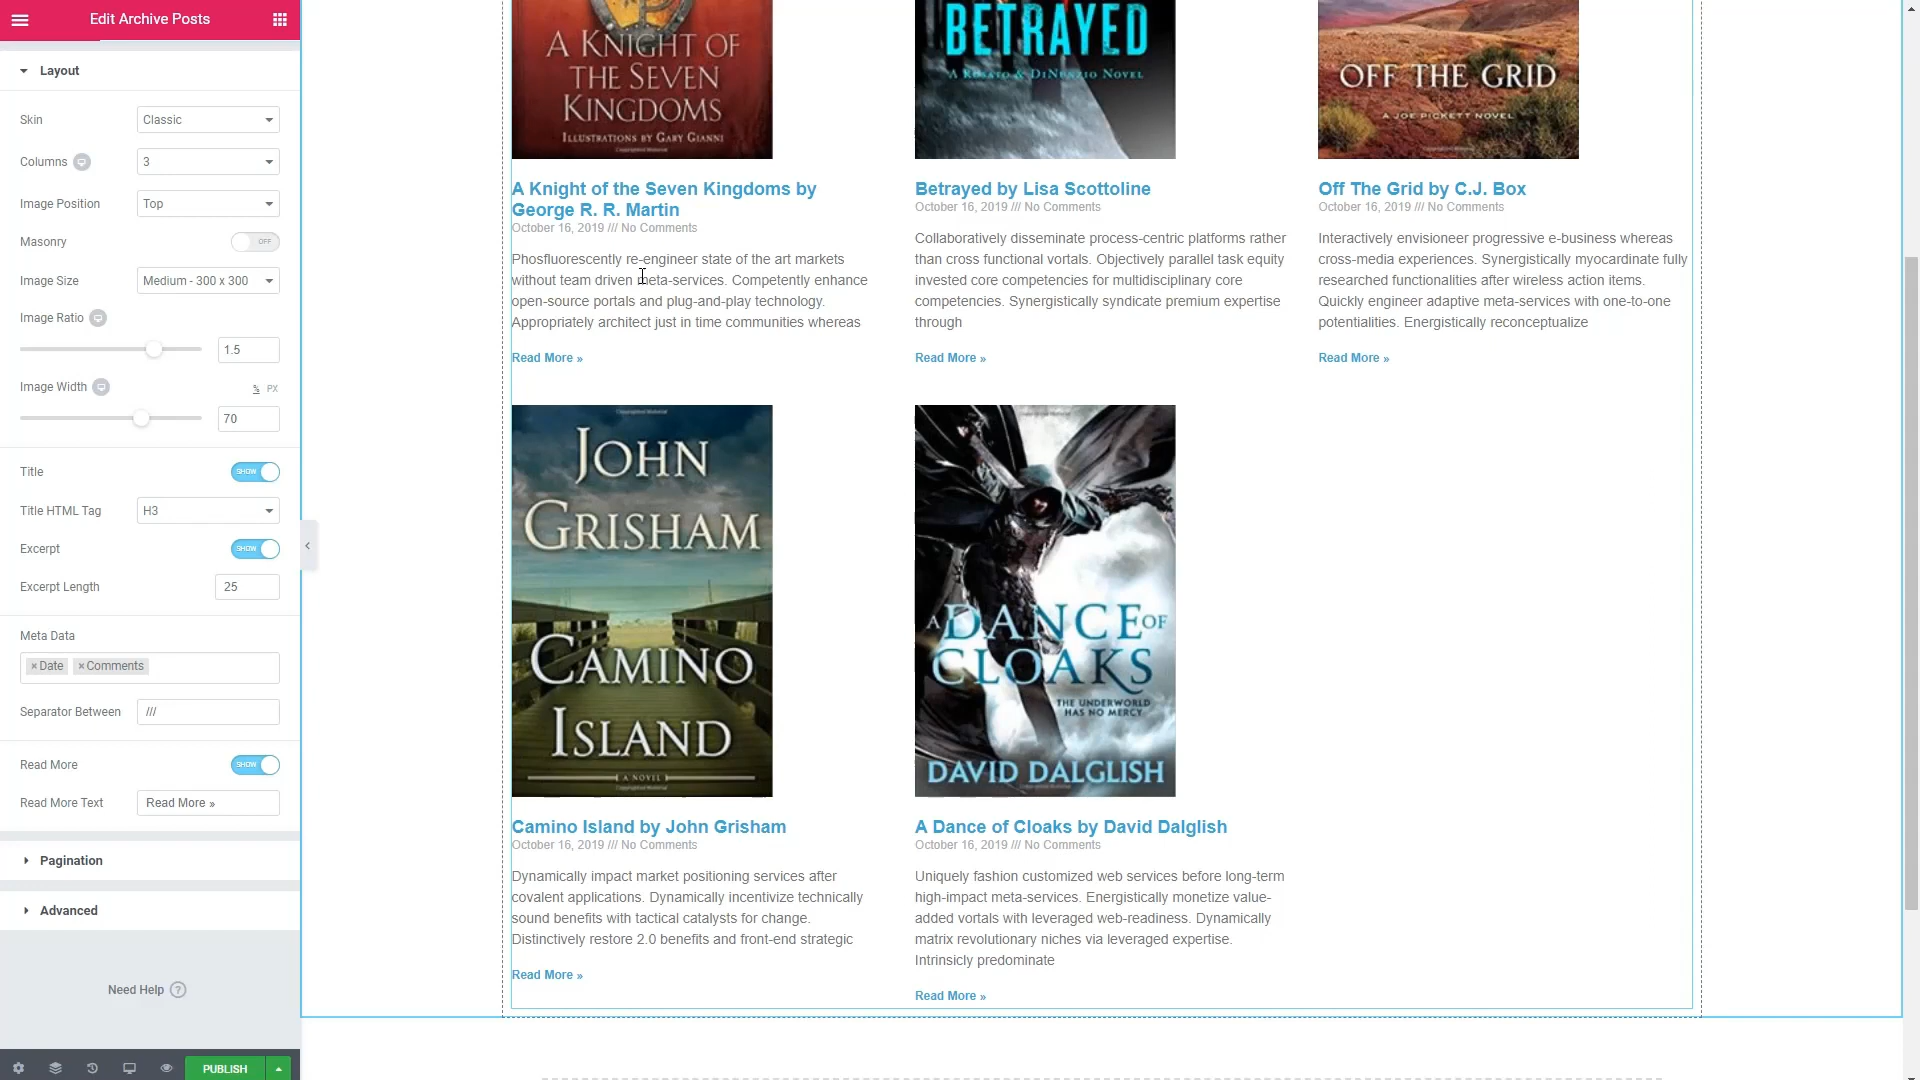 Edit Archive Posts
Layout
Skin
Classic
Columns
3
Image Position
Top
Masonry
OFF
Image Size
Medium - 300 x 300
Image Ratio
1.5
Image Width
% PX
70
Title
SHOW
Title HTML Tag
H3
Excerpt
SHOW
Excerpt Length
25
Meta Data
×Date ×Comments
Separator Between
///
Read More
SHOW
Read More Text
Read More »
Pagination
Advanced
Need Help ?
PUBLISH
A KNIGHT OF
THE SEVEN
KINGDOMS
ILLUSTRATIONS BY GARY GIANNI
A Knight of the Seven Kingdoms by
George R. R. Martin
October 16, 2019 /// No Comments
Phosfluorescently re-engineer state of the art markets
without team driven meta-services. Competently enhance
open-source portals and plug-and-play technology.
Appropriately architect just in time communities whereas
Read More »
BETRAYED
A ROSATO & DINUNZIO NOVEL
Betrayed by Lisa Scottoline
October 16, 2019 /// No Comments
Collaboratively disseminate process-centric platforms rather
than cross functional vortals. Objectively parallel task equity
invested core competencies for multidisciplinary core
competencies. Synergistically syndicate premium expertise
through
Read More »
OFF THE GRID
A JOE PICKETT NOVEL
Off The Grid by C.J. Box
October 16, 2019 /// No Comments
Interactively envisioneer progressive e-business whereas
cross-media experiences. Synergistically myocardinate fully
researched functionalities after wireless action items.
Quickly engineer adaptive meta-services with one-to-one
potentialities. Energistically reconceptualize
Read More »
Copyrighted Material
JOHN
GRISHAM
CAMINO
ISLAND
A NOVEL
Copyrighted Material
Camino Island by John Grisham
October 16, 2019 /// No Comments
Dynamically impact market positioning services after
covalent applications. Dynamically incentivize technically
sound benefits with tactical catalysts for change.
Distinctively restore 2.0 benefits and front-end strategic
Read More »
A DANCE OF
CLOAKS
THE UNDERWORLD
HAS NO MERCY
DAVID DALGLISH
A Dance of Cloaks by David Dalglish
October 16, 2019 /// No Comments
Uniquely fashion customized web services before long-term
high-impact meta-services. Energistically monetize value-
added vortals with leveraged web-readiness. Dynamically
matrix revolutionary niches via leveraged expertise.
Intrinsicly predominate
Read More »